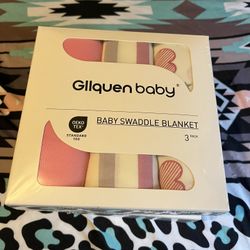 Gllquen baby®
OEKO
TEX®
STANDARD
100
BABY SWADDLE BLANKET
3 PACK